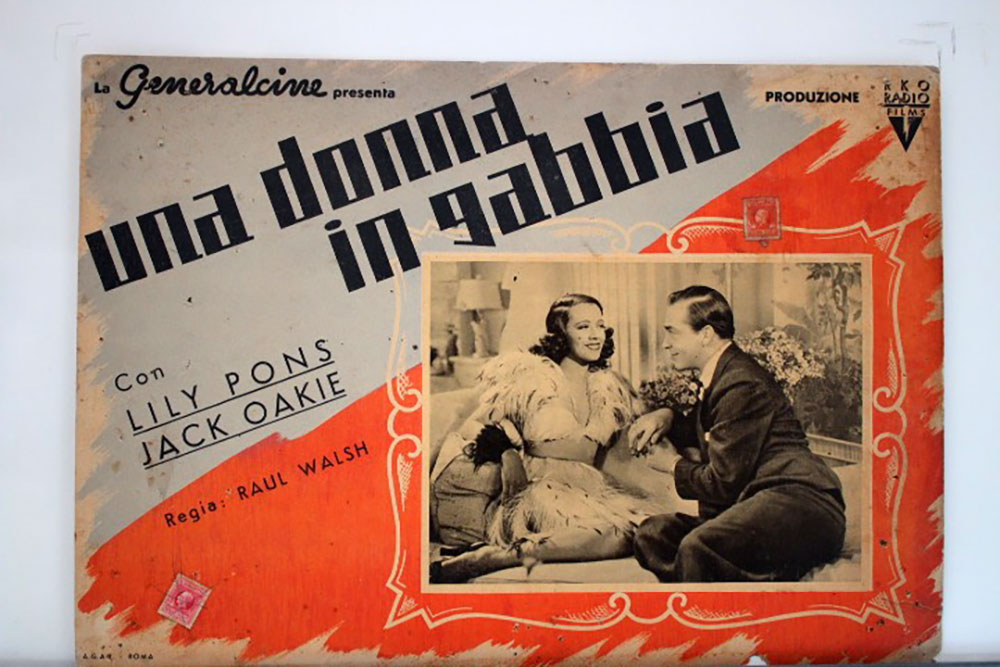 La Generalcine presenta
PRODUZIONE
RKO
RADIO
FILMS
una donna
in gabbia
Con
LILY PONS
JACK OAKIE
Regia: RAUL WALSH
A.G.A.R. - ROMA